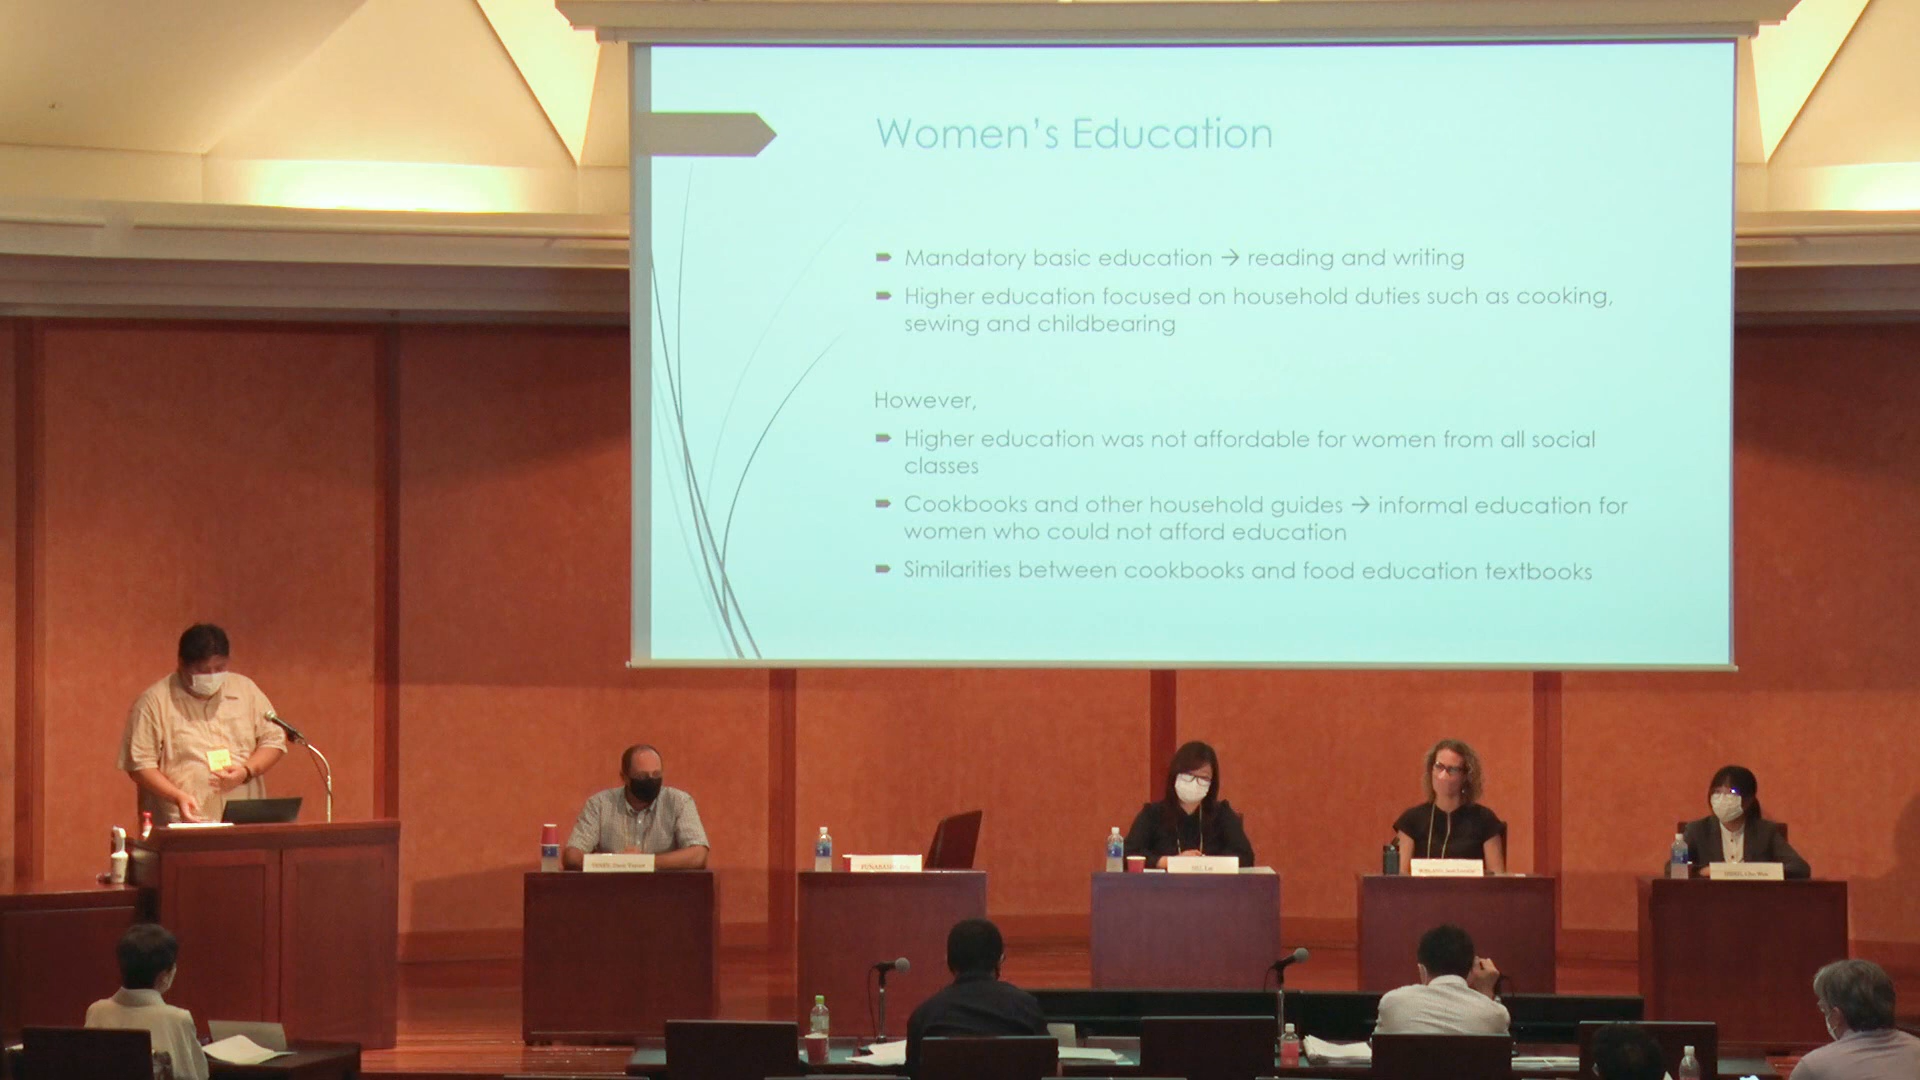 Women's Education
Mandatory basic education → reading and writing
Higher education focused on household duties such as cooking,
sewing and childbearing
However,
Higher education was not affordable for women from all social
classes
Cookbooks and other household guides → informal education for
women who could not afford education
Similarities between cookbooks and food education textbooks